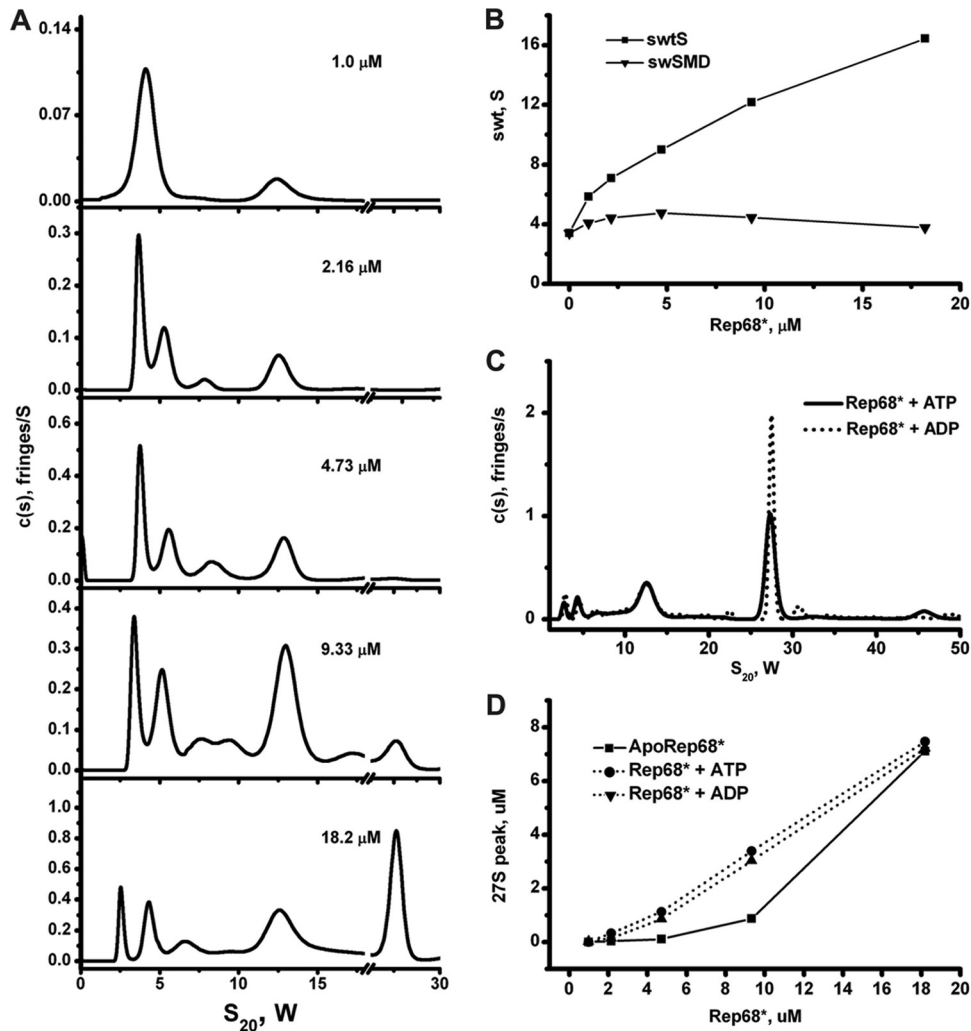 A
0.14
0.07
0.00
1.0 μM
0.3
0.2
0.1
0.0
2.16 μM
0.6
0.4
0.2
0.0
4.73 μM
0.4
0.3
0.2
0.1
0.0
9.33 μM
1.0
0.8
0.6
0.4
0.2
0.0
18.2 μM
c(s), fringes/S
0 5 10 15 30
S20, W
B
swtS
swSMD
swt, S
16
12
8
4
0
0 5 10 15 20
Rep68*, μM
C
Rep68* + ATP
Rep68* + ADP
c(s), fringes/s
2
1
0
10 20 30 40 50
S20, W
D
ApoRep68*
Rep68* + ATP
Rep68* + ADP
27S peak, uM
8
6
4
2
0
0 2 4 6 8 10 12 14 16 18 20
Rep68*, uM